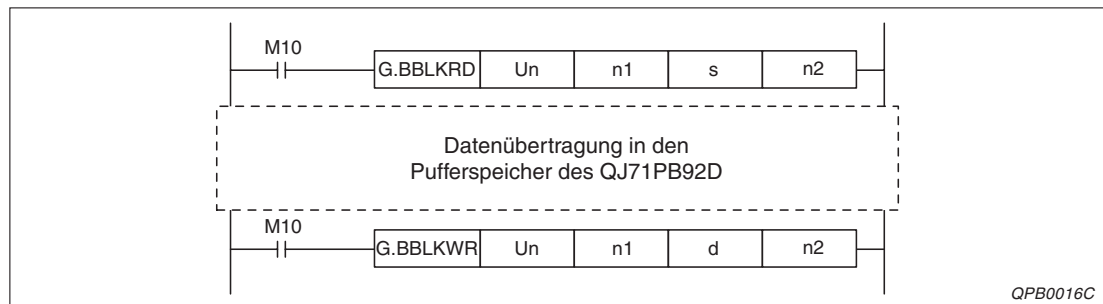 M10
G.BBLKRD Un n1 s n2
Datenübertragung in den
Pufferspeicher des QJ71PB92D
M10
G.BBLKWR Un n1 d n2
QPB0016C